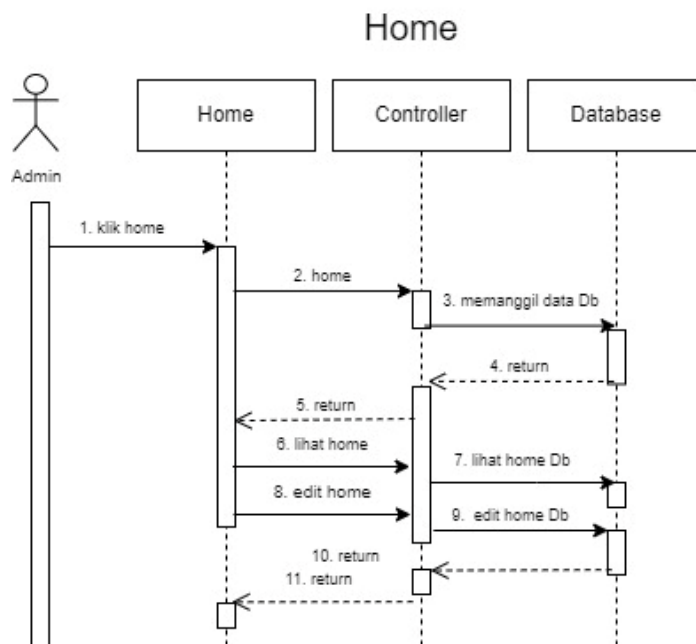 Home
Home
Controller
Database
Admin
1. klik home
2. home
3. memanggil data Db
4. return
5. return
6. lihat home
7. lihat home Db
8. edit home
9. edit home Db
10. return
11. return